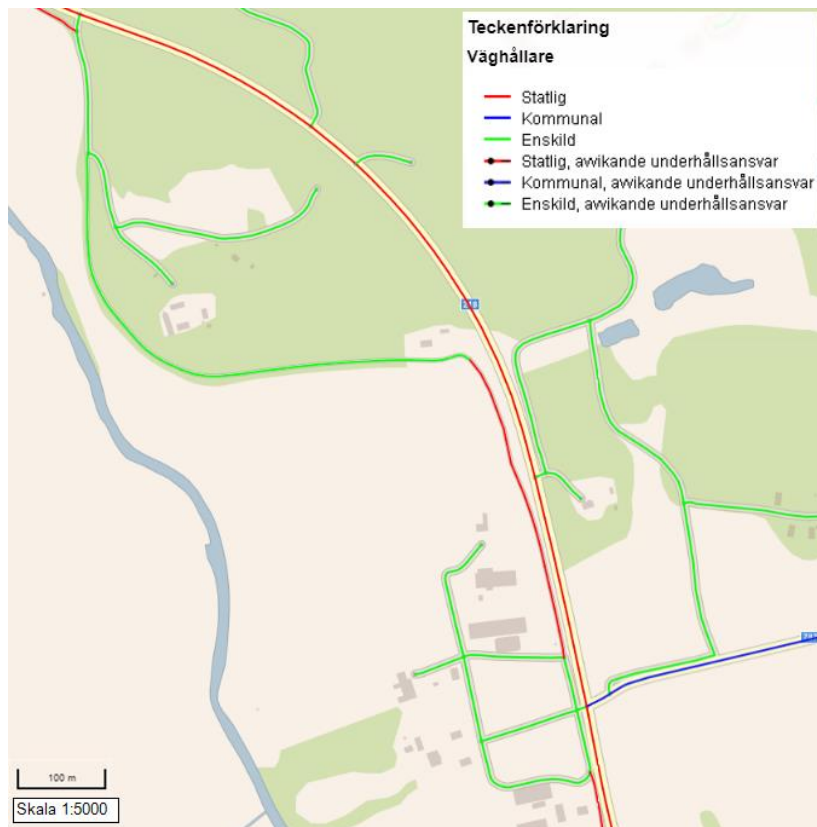 Teckenförklaring
Väghållare
Statlig
Kommunal
Enskild
Statlig, avvikande underhållsansvar
Kommunal, avvikande underhållsansvar
Enskild, avvikande underhållsansvar
100 m
Skala 1:5000